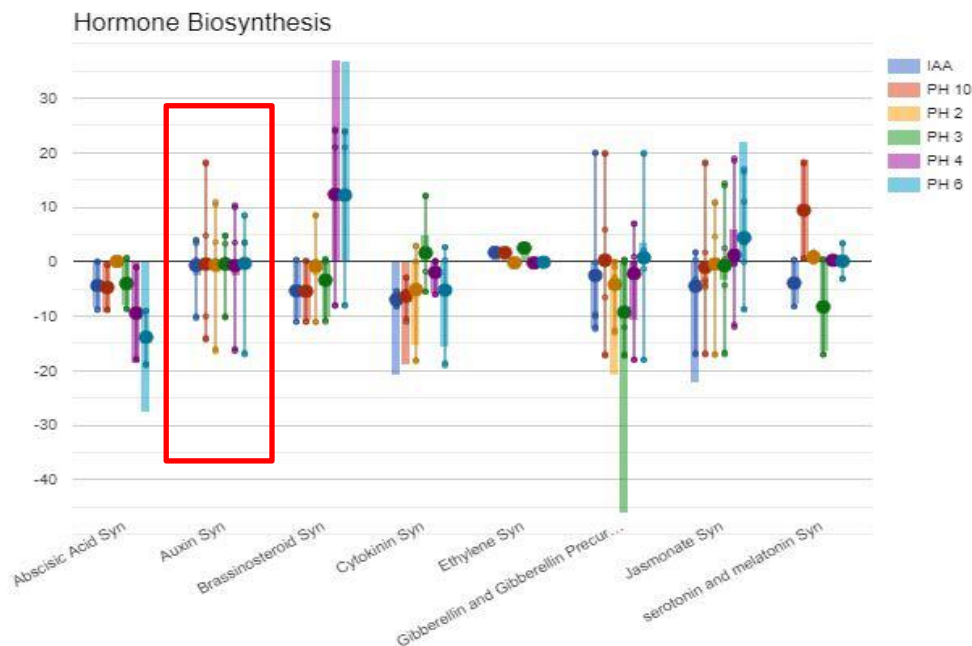 Hormone Biosynthesis
IAA
PH 10
PH 2
PH 3
PH 4
PH 6
30
20
10
0
-10
-20
-30
-40
Abscisic Acid Syn
Auxin Syn
Brassinosteroid Syn
Cytokinin Syn
Ethylene Syn
Gibberellin and Gibberellin Precur...
Jasmonate Syn
serotonin and melatonin Syn